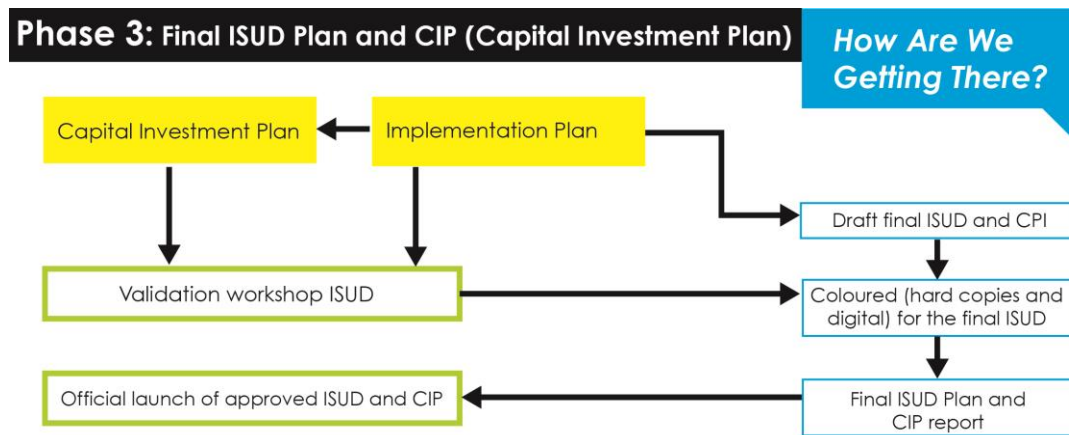 Phase 3: Final ISUD Plan and CIP (Capital Investment Plan)
How Are We
Getting There?
Capital Investment Plan
Implementation Plan
Draft final ISUD and CPI
Validation workshop ISUD
Coloured (hard copies and
digital) for the final ISUD
Official launch of approved ISUD and CIP
Final ISUD Plan and
CIP report